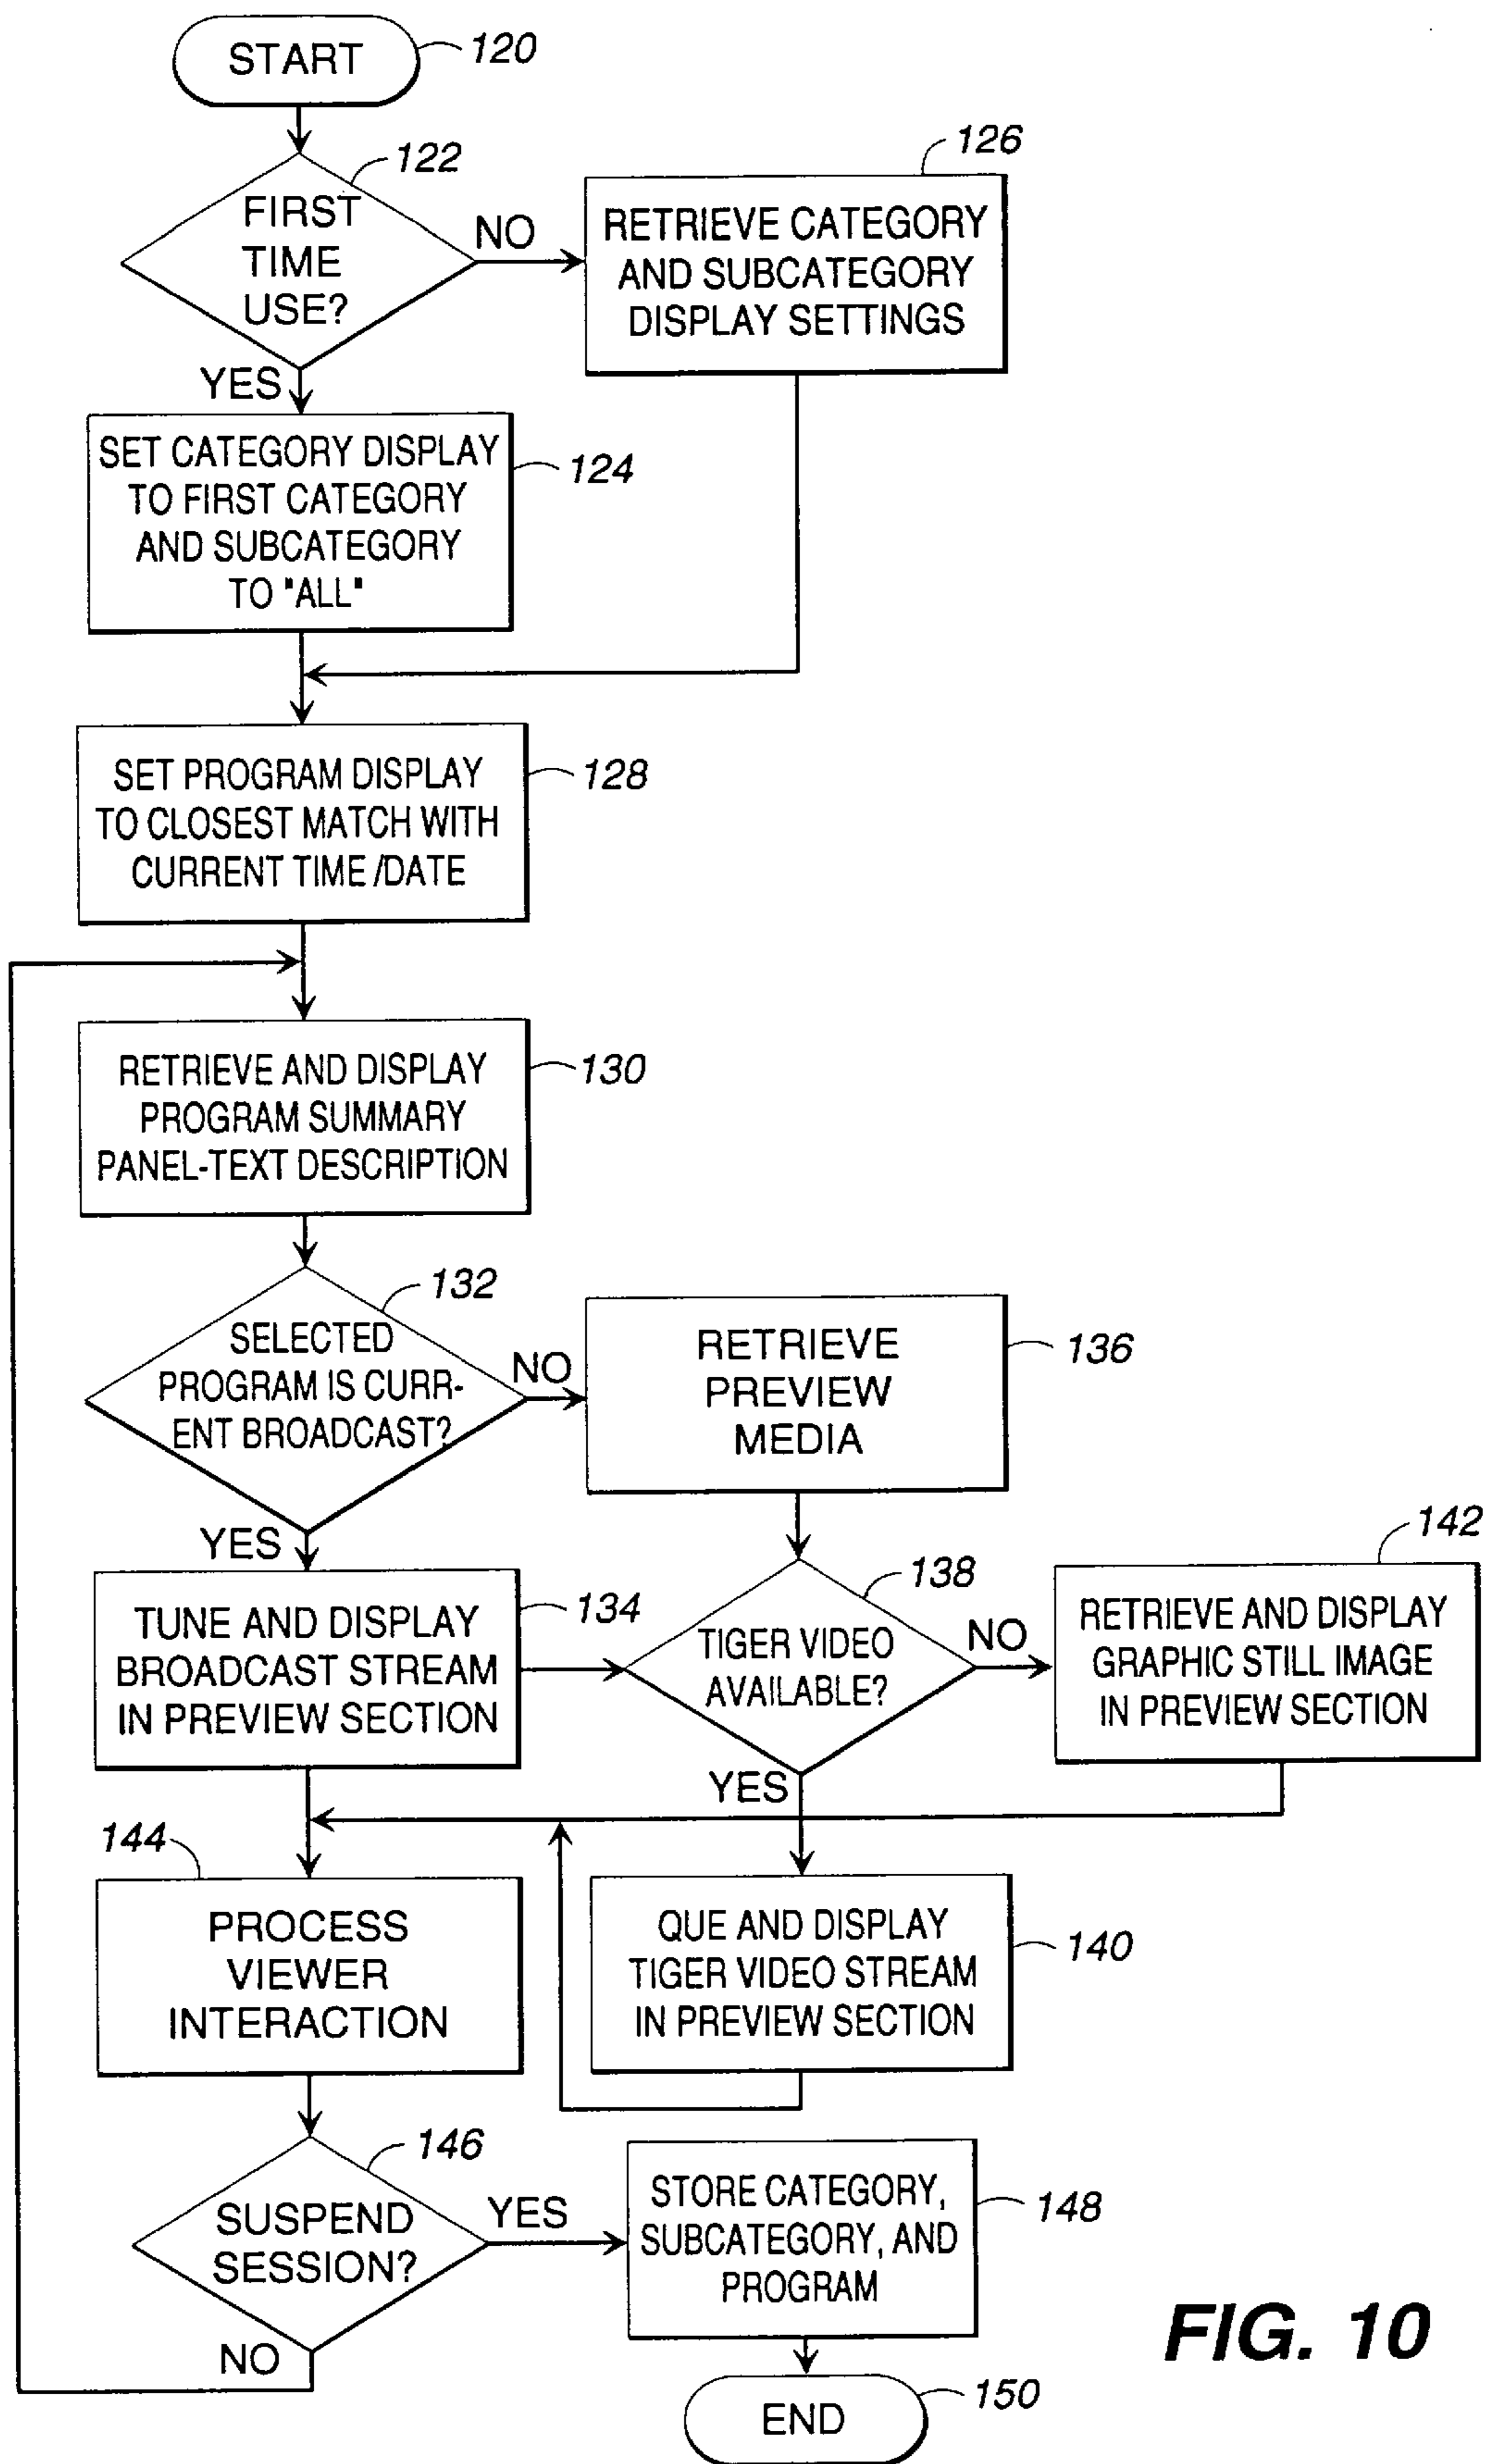 START
120
122
FIRST
TIME
USE?
NO
126
RETRIEVE CATEGORY
AND SUBCATEGORY
DISPLAY SETTINGS
YES
SET CATEGORY DISPLAY
TO FIRST CATEGORY
AND SUBCATEGORY
TO "ALL"
124
SET PROGRAM DISPLAY
TO CLOSEST MATCH WITH
CURRENT TIME /DATE
128
RETRIEVE AND DISPLAY
PROGRAM SUMMARY
PANEL-TEXT DESCRIPTION
130
132
SELECTED
PROGRAM IS CURR-
ENT BROADCAST?
NO
RETRIEVE
PREVIEW
MEDIA
136
YES
TUNE AND DISPLAY
BROADCAST STREAM
IN PREVIEW SECTION
134
138
TIGER VIDEO
AVAILABLE?
NO
142
RETRIEVE AND DISPLAY
GRAPHIC STILL IMAGE
IN PREVIEW SECTION
YES
144
PROCESS
VIEWER
INTERACTION
QUE AND DISPLAY
TIGER VIDEO STREAM
IN PREVIEW SECTION
140
146
SUSPEND
SESSION?
YES
STORE CATEGORY,
SUBCATEGORY, AND
PROGRAM
148
NO
END
150
FIG. 10